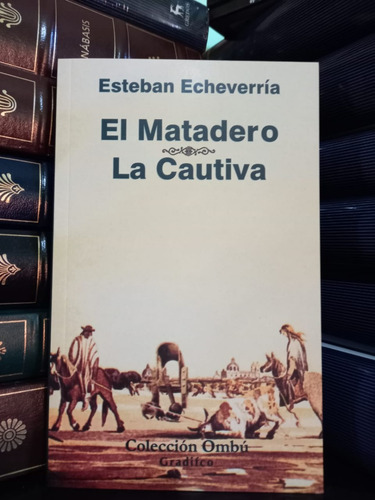 ANÁBASIS
Esteban Echeverría
El Matadero
La Cautiva
Colección Ombú
Gradifco